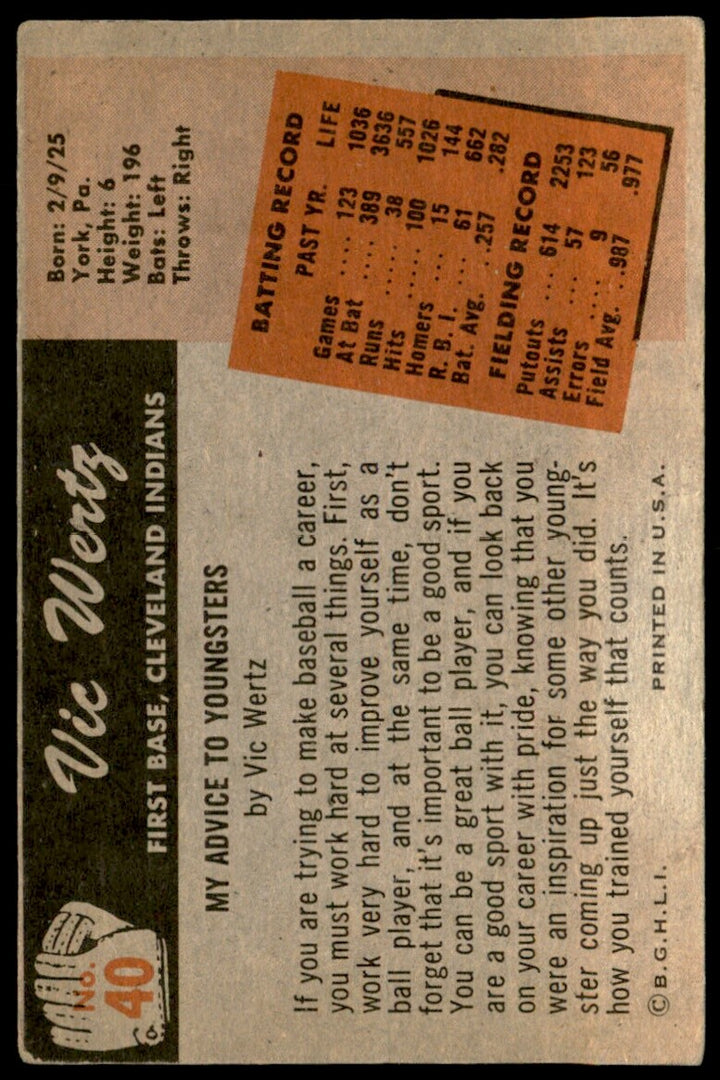 No.
40
Vic Wertz
FIRST BASE, CLEVELAND INDIANS
Born: 2/9/25
York, Pa.
Height: 6
Weight: 196
Bats: Left
Throws: Right
MY ADVICE TO YOUNGSTERS
by Vic Wertz
If you are trying to make baseball a career,
you must work hard at several things. First,
work very hard to improve yourself as a
ball player, and at the same time, don't
forget that it's important to be a good sport.
You can be a great ball player, and if you
are a good sport with it, you can look back
on your career with pride, knowing that you
were an inspiration for some other young-
ster coming up just the way you did. It's
how you trained yourself that counts.
BATTING RECORD
PAST YR. LIFE
Games .... 123 1036
At Bat .... 389 3636
Runs ...... 38 557
Hits ...... 100 1026
Homers ... 15 144
R. B. I. .... 61 662
Bat. Avg. .. .257 .282
FIELDING RECORD
Putouts ... 614 2253
Assists .... 57 123
Errors .... 9 56
Field Avg. .. .987 .977
© B.G.H.L.I. PRINTED IN U.S.A.